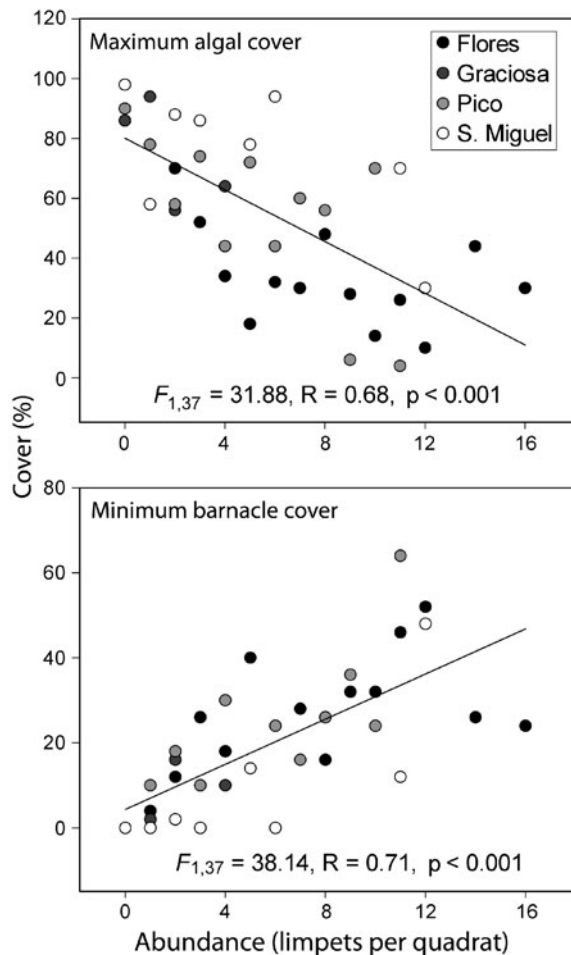 120
Maximum algal cover
Flores
Graciosa
Pico
S. Miguel
100
80
60
40
20
0
F1,37 = 31.88, R = 0.68, p < 0.001
0 4 8 12 16
Cover (%)
80
Minimum barnacle cover
60
40
20
0
F1,37 = 38.14, R = 0.71, p < 0.001
0 4 8 12 16
Abundance (limpets per quadrat)